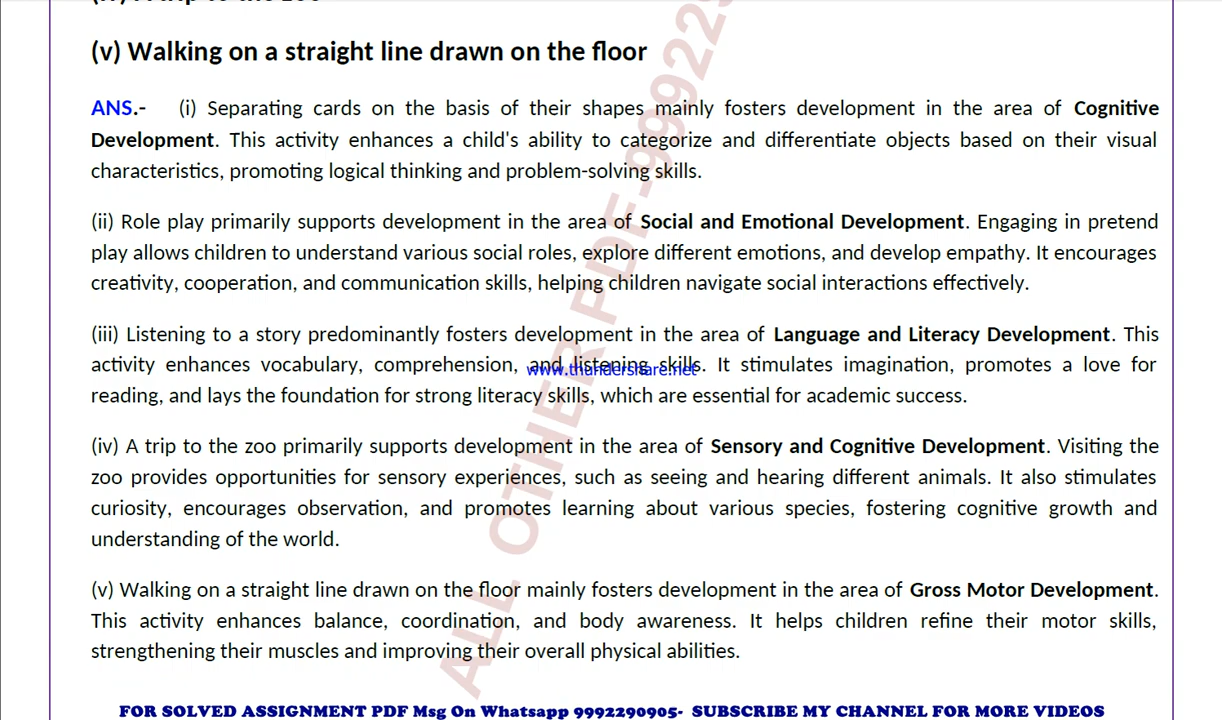 (v) Walking on a straight line drawn on the floor
ANS.- (i) Separating cards on the basis of their shapes mainly fosters development in the area of Cognitive
Development. This activity enhances a child's ability to categorize and differentiate objects based on their visual
characteristics, promoting logical thinking and problem-solving skills.
(ii) Role play primarily supports development in the area of Social and Emotional Development. Engaging in pretend
play allows children to understand various social roles, explore different emotions, and develop empathy. It encourages
creativity, cooperation, and communication skills, helping children navigate social interactions effectively.
(iii) Listening to a story predominantly fosters development in the area of Language and Literacy Development. This
activity enhances vocabulary, comprehension, and listening skills. It stimulates imagination, promotes a love for
www.thundershare.net
reading, and lays the foundation for strong literacy skills, which are essential for academic success.
(iv) A trip to the zoo primarily supports development in the area of Sensory and Cognitive Development. Visiting the
zoo provides opportunities for sensory experiences, such as seeing and hearing different animals. It also stimulates
curiosity, encourages observation, and promotes learning about various species, fostering cognitive growth and
understanding of the world.
(v) Walking on a straight line drawn on the floor mainly fosters development in the area of Gross Motor Development.
This activity enhances balance, coordination, and body awareness. It helps children refine their motor skills,
strengthening their muscles and improving their overall physical abilities.
ALL OTHER PDF-99922
FOR SOLVED ASSIGNMENT PDF Msg On Whatsapp 9992290905- SUBSCRIBE MY CHANNEL FOR MORE VIDEOS